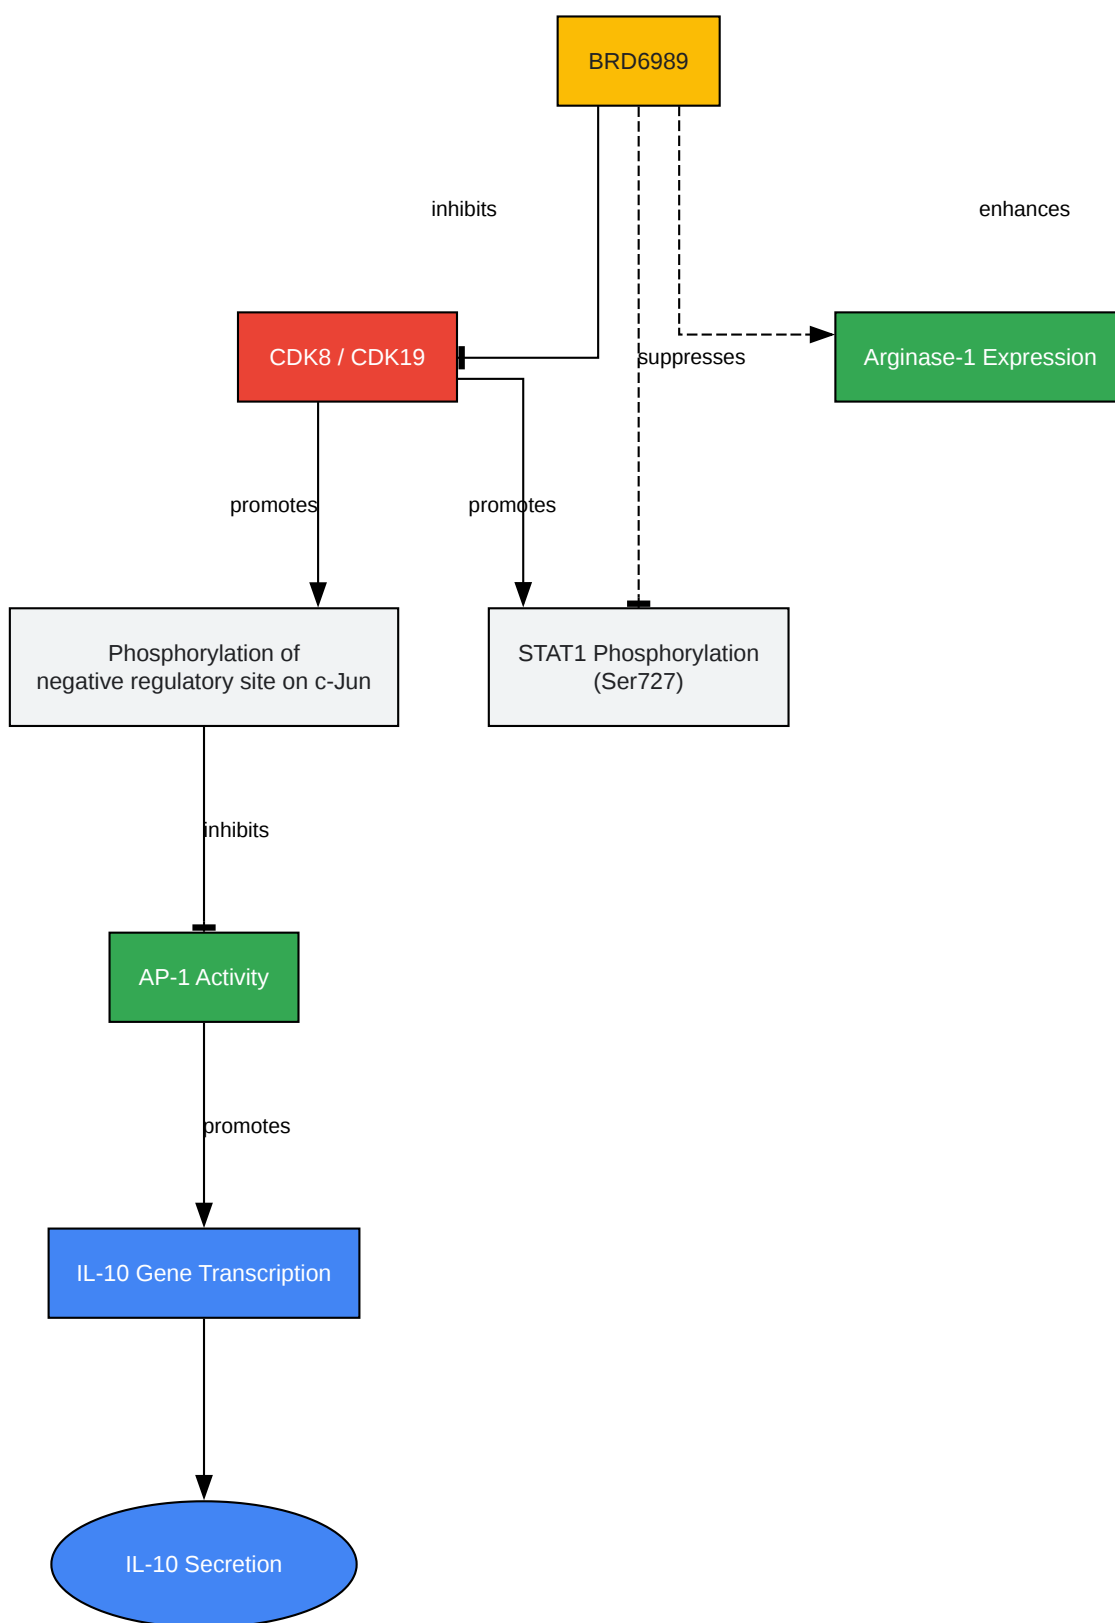 BRD6989
inhibits
enhances
CDK8 / CDK19
suppresses
Arginase-1 Expression
promotes
promotes
Phosphorylation of
negative regulatory site on c-Jun
STAT1 Phosphorylation
(Ser727)
inhibits
AP-1 Activity
promotes
IL-10 Gene Transcription
IL-10 Secretion